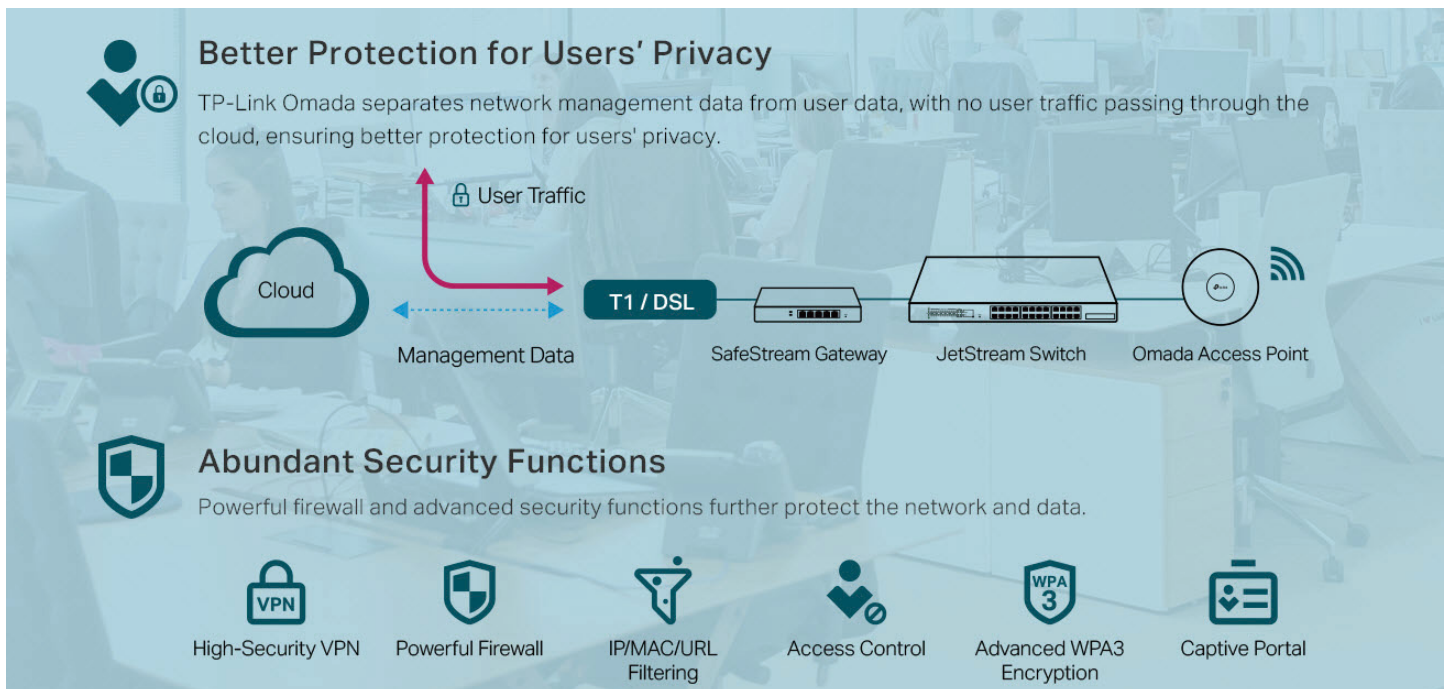 Better Protection for Users' Privacy
TP-Link Omada separates network management data from user data, with no user traffic passing through the
cloud, ensuring better protection for users' privacy.
User Traffic
Cloud
T1 / DSL
Management Data
SafeStream Gateway
JetStream Switch
Omada Access Point
Abundant Security Functions
Powerful firewall and advanced security functions further protect the network and data.
VPN
WPA
3
High-Security VPN
Powerful Firewall
IP/MAC/URL
Filtering
Access Control
Advanced WPA3
Encryption
Captive Portal